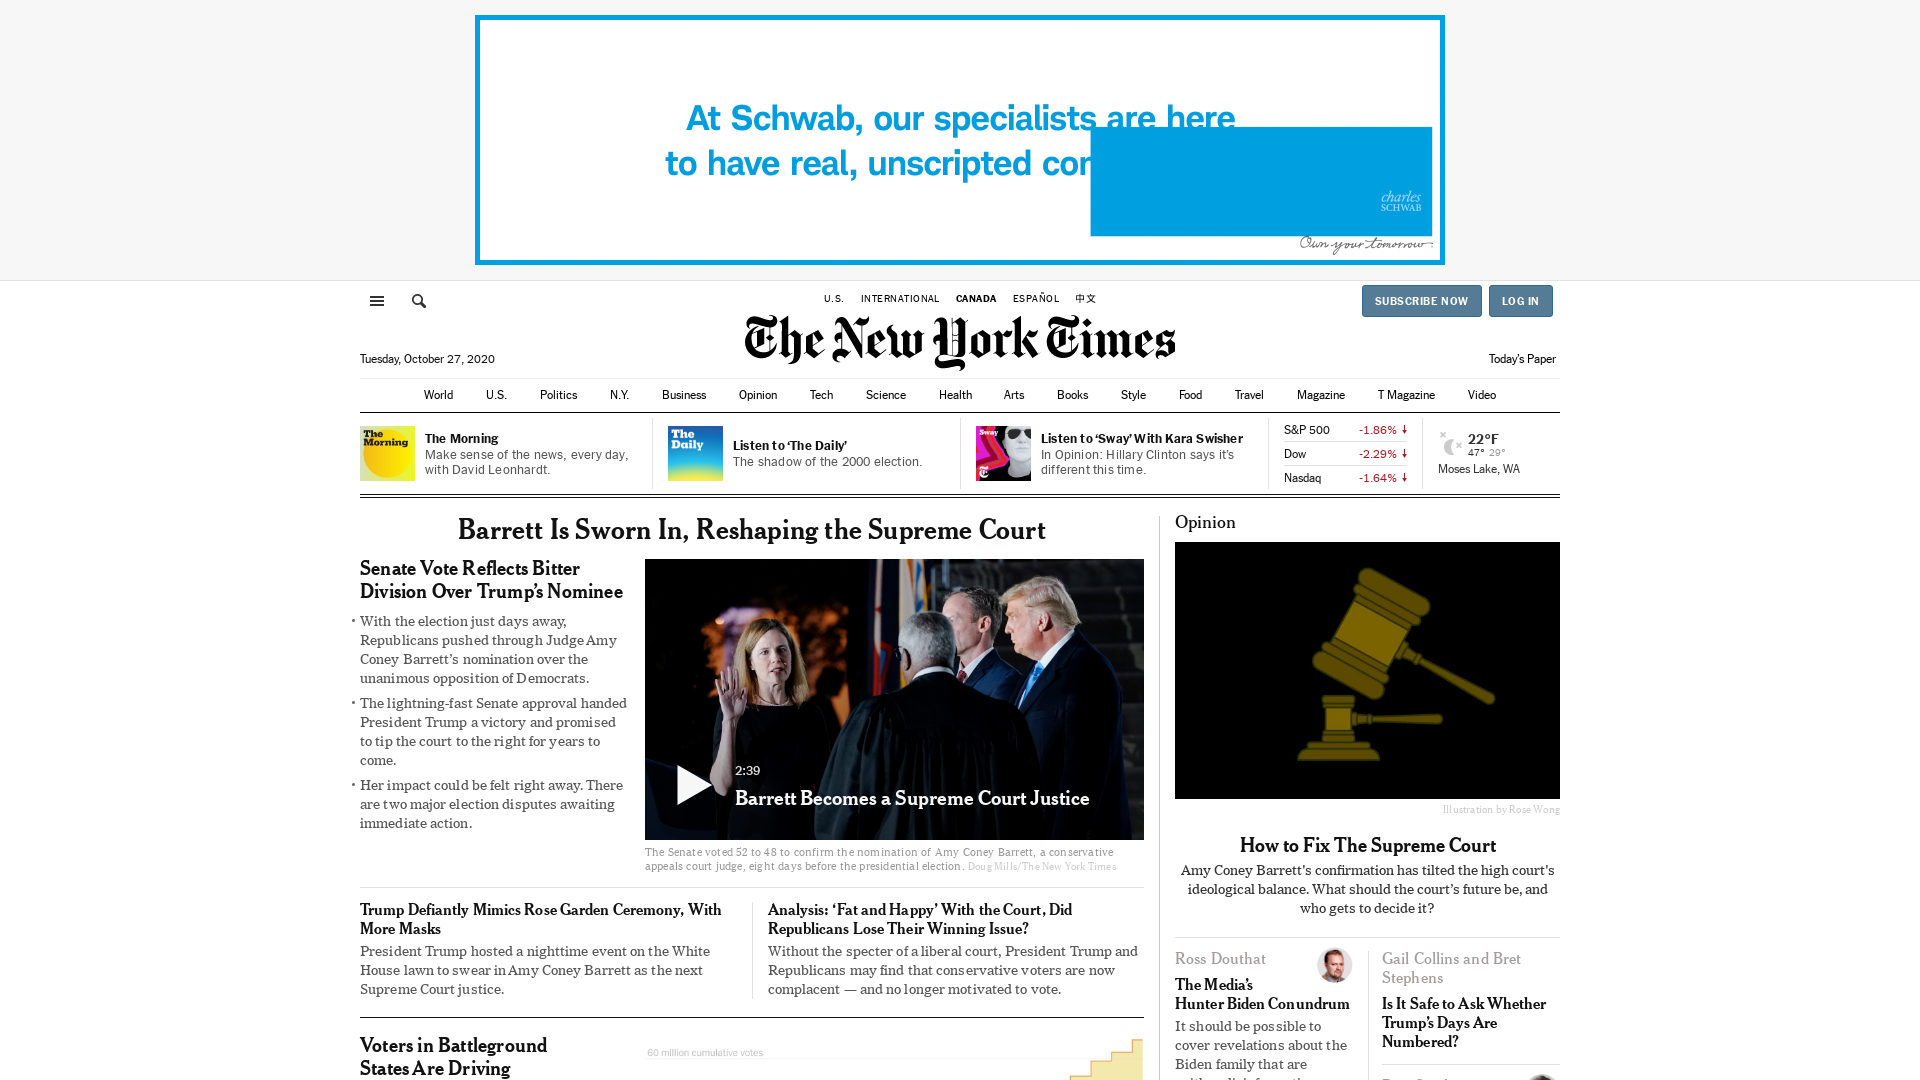 At Schwab, our specialists are here
to have real, unscripted
charles
SCHWAB
Own your tomorrow
U.S. INTERNATIONAL CANADA ESPAÑOL 中文
SUBSCRIBE NOW LOG IN
The New York Times
Tuesday, October 27, 2020
Today's Paper
World U.S. Politics N.Y. Business Opinion Tech Science Health Arts Books Style Food Travel Magazine T Magazine Video
The Morning
The Morning
Make sense of the news, every day,
with David Leonhardt.
The Daily
Listen to ‘The Daily’
The shadow of the 2000 election.
Sway
Listen to ‘Sway’ With Kara Swisher
In Opinion: Hillary Clinton says it’s
different this time.
S&P 500 -1.86%
Dow -2.29%
Nasdaq -1.64%
22°F
47° 29°
Moses Lake, WA
Barrett Is Sworn In, Reshaping the Supreme Court
Senate Vote Reflects Bitter
Division Over Trump’s Nominee
• With the election just days away,
Republicans pushed through Judge Amy
Coney Barrett’s nomination over the
unanimous opposition of Democrats.
• The lightning-fast Senate approval handed
President Trump a victory and promised
to tip the court to the right for years to
come.
• Her impact could be felt right away. There
are two major election disputes awaiting
immediate action.
2:39
Barrett Becomes a Supreme Court Justice
The Senate voted 52 to 48 to confirm the nomination of Amy Coney Barrett, a conservative
appeals court judge, eight days before the presidential election. Doug Mills/The New York Times
Trump Defiantly Mimics Rose Garden Ceremony, With
More Masks
President Trump hosted a nighttime event on the White
House lawn to swear in Amy Coney Barrett as the next
Supreme Court justice.
Analysis: ‘Fat and Happy’ With the Court, Did
Republicans Lose Their Winning Issue?
Without the specter of a liberal court, President Trump and
Republicans may find that conservative voters are now
complacent — and no longer motivated to vote.
Voters in Battleground
States Are Driving
60 million cumulative votes
Opinion
Illustration by Rose Wong
How to Fix The Supreme Court
Amy Coney Barrett's confirmation has tilted the high court's
ideological balance. What should the court’s future be, and
who gets to decide it?
Ross Douthat
The Media’s
Hunter Biden Conundrum
It should be possible to
cover revelations about the
Biden family that are
Gail Collins and Bret
Stephens
Is It Safe to Ask Whether
Trump’s Days Are
Numbered?